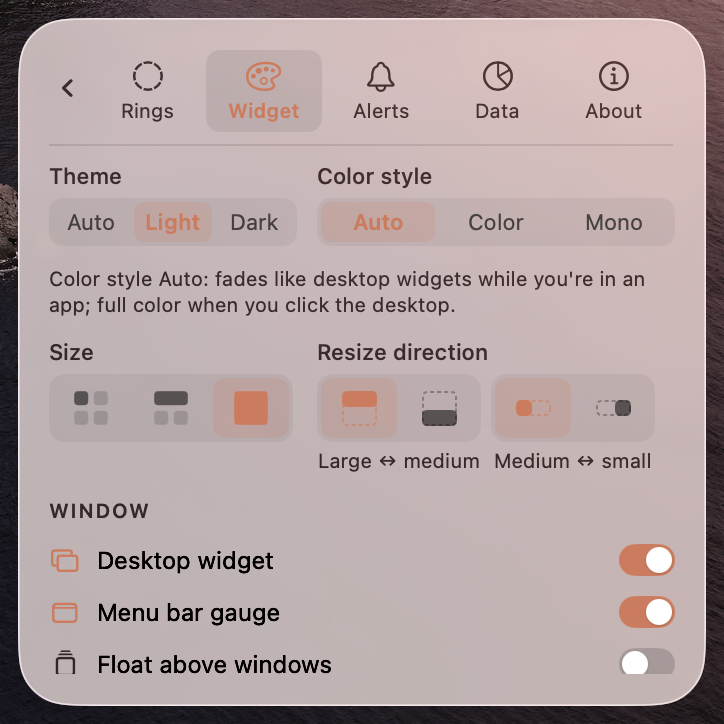 Rings Widget Alerts Data About
Theme Color style
Auto Light Dark Auto Color Mono
Color style Auto: fades like desktop widgets while you're in an
app; full color when you click the desktop.
Size Resize direction
Large ↔ medium Medium ↔ small
WINDOW
Desktop widget
Menu bar gauge
Float above windows